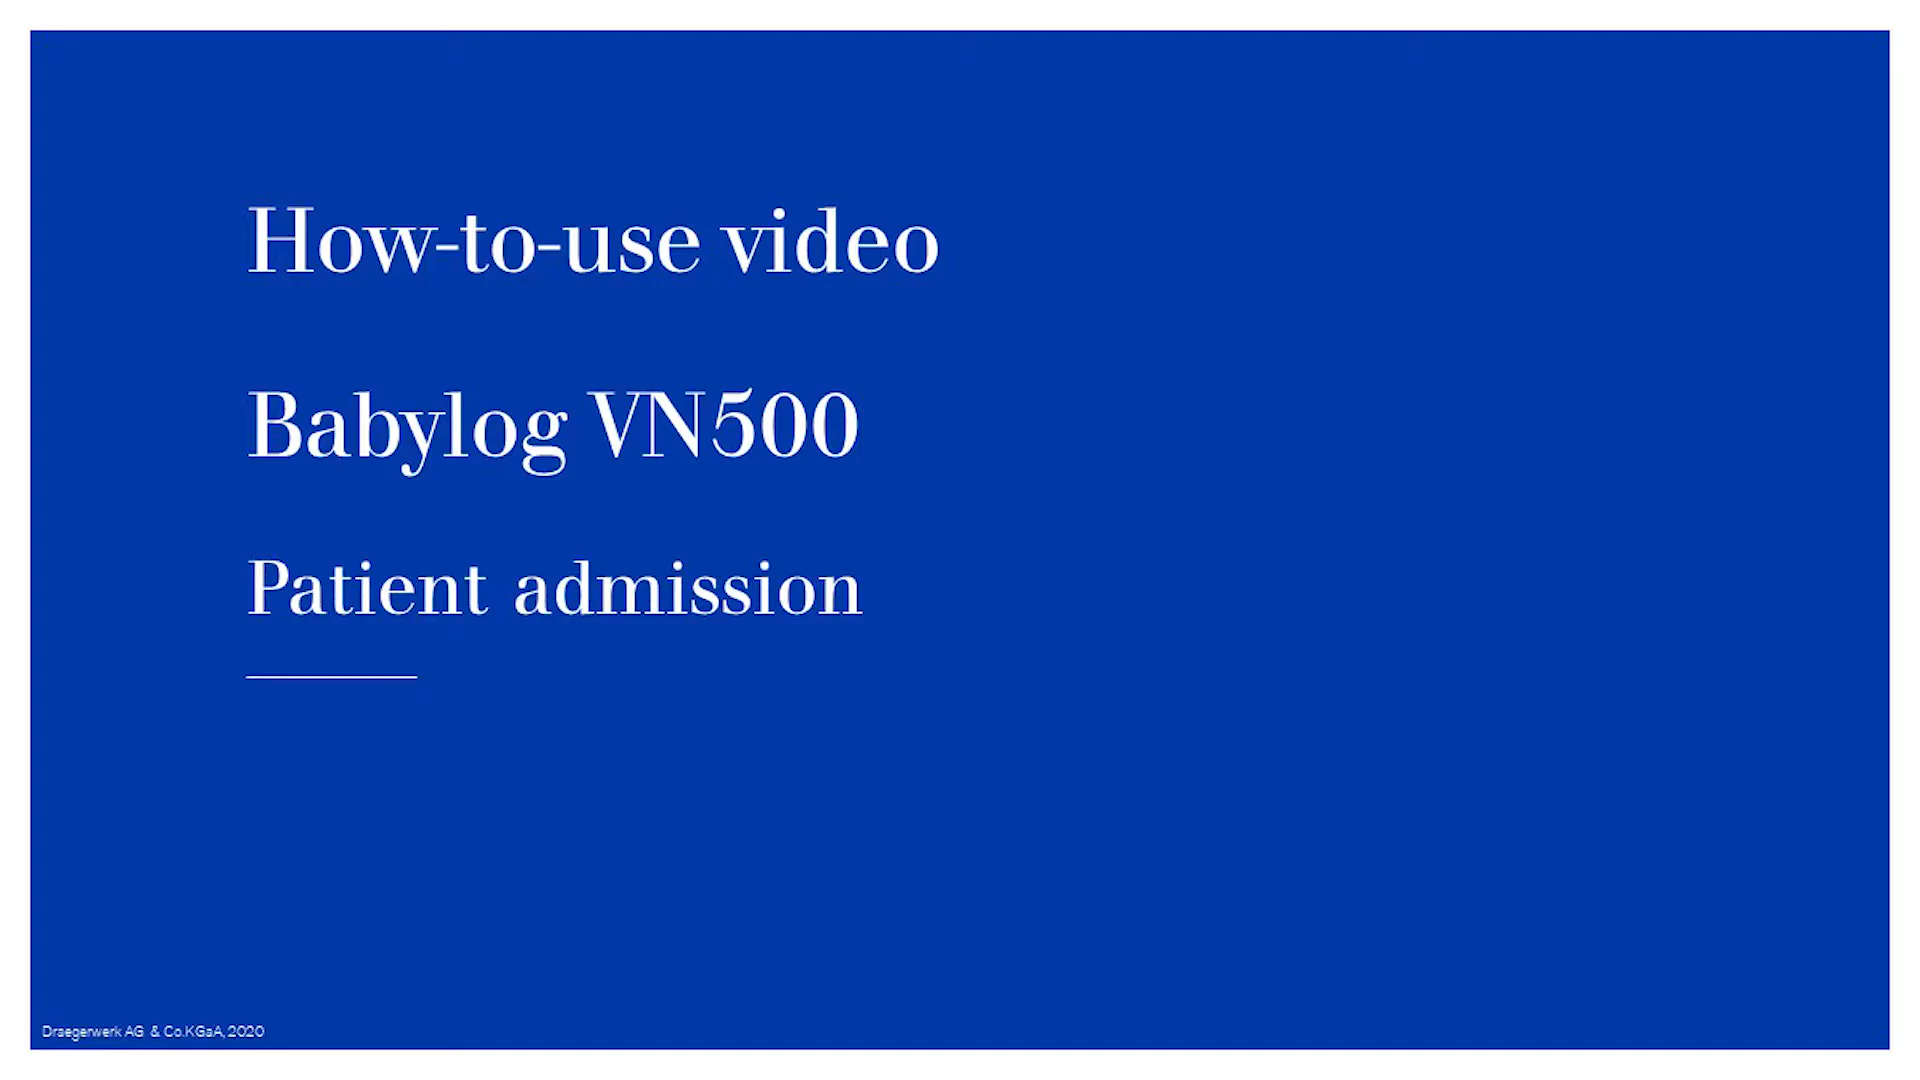 How-to-use video
Babylog VN500
Patient admission
Draegerwerk AG & Co.KGaA, 2020